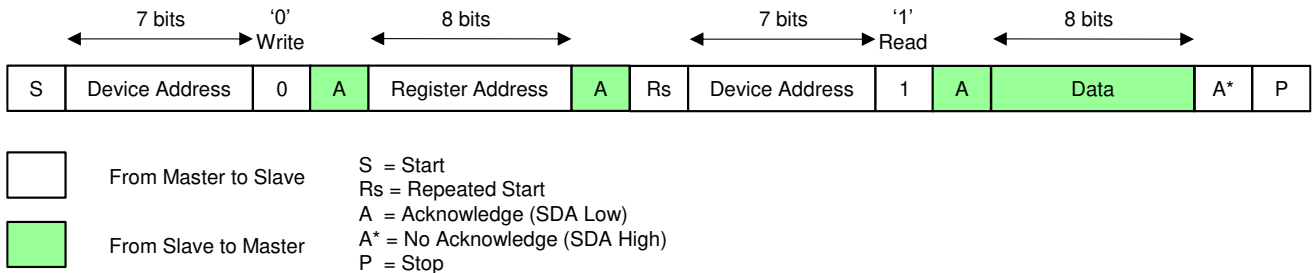 7 bits ‘0’ 8 bits 7 bits ‘1’ 8 bits
Write Read
S Device Address 0 A Register Address A Rs Device Address 1 A Data A* P
From Master to Slave
From Slave to Master
S = Start
Rs = Repeated Start
A = Acknowledge (SDA Low)
A* = No Acknowledge (SDA High)
P = Stop